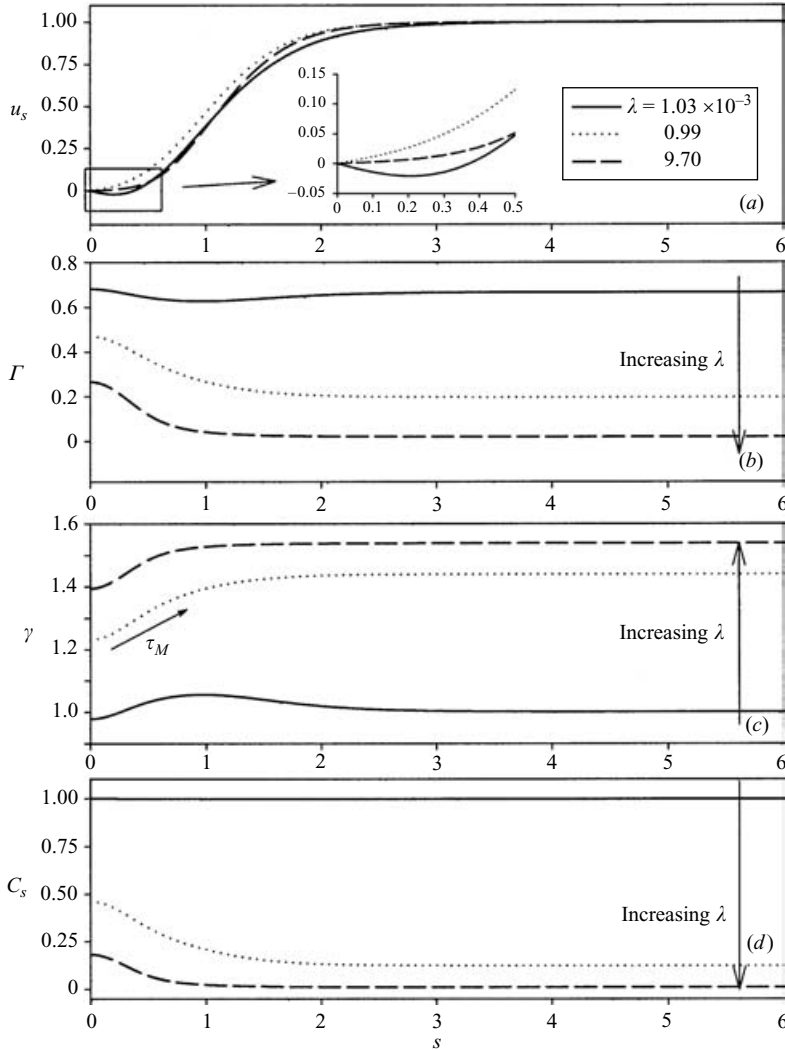 1.00
0.75
0.50
0.25
0
u_s
0.15
0.10
0.05
0
−0.05
0 0.1 0.2 0.3 0.4 0.5
λ = 1.03 ×10⁻³
0.99
9.70
(a)
0 1 2 3 4 5 6
0.8
0.6
0.4
0.2
0
Γ
Increasing λ
(b)
0 1 2 3 4 5 6
1.6
1.4
1.2
1.0
γ
τ_M
Increasing λ
(c)
0 1 2 3 4 5 6
1.00
0.75
0.50
0.25
0
C_s
Increasing λ
(d)
0 1 2 3 4 5 6
s